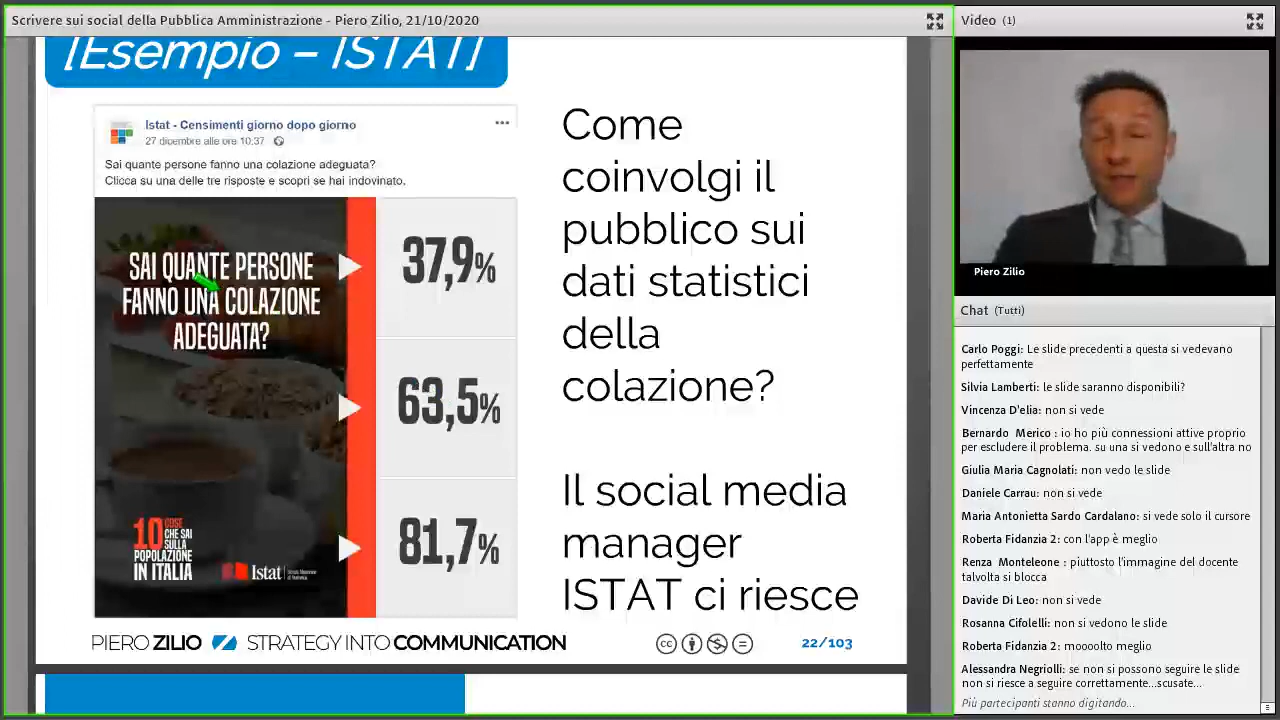 Scrivere sui social della Pubblica Amministrazione - Piero Zilio, 21/10/2020
[Esempio – ISTAT]
Istat - Censimenti giorno dopo giorno
27 dicembre alle ore 10:37
Sai quante persone fanno una colazione adeguata?
Clicca su una delle tre risposte e scopri se hai indovinato.
SAI QUANTE PERSONE
FANNO UNA COLAZIONE
ADEGUATA?
37,9%
63,5%
81,7%
10 COSE
CHE SAI
SULLA
POPOLAZIONE
IN ITALIA
Istat
Come
coinvolgi il
pubblico sui
dati statistici
della
colazione?
Il social media
manager
ISTAT ci riesce
PIERO ZILIO STRATEGY INTO COMMUNICATION
cc
22/103
Video (1)
Piero Zilio
Chat (Tutti)
Carlo Poggi: Le slide precedenti a questa si vedevano
perfettamente
Silvia Lamberti: le slide saranno disponibili?
Vincenza D'elia: non si vede
Bernardo Merico : io ho più connessioni attive proprio
per escludere il problema. su una si vedono e sull'altra no
Giulia Maria Cagnolati: non vedo le slide
Daniele Carrau: non si vede
Maria Antonietta Sardo Cardalano: si vede solo il cursore
Roberta Fidanzia 2: con l'app è meglio
Renza Monteleone : piuttosto l'immagine del docente
talvolta si blocca
Davide Di Leo: non si vede
Rosanna Cifolelli: non si vedono le slide
Roberta Fidanzia 2: moooolto meglio
Alessandra Negriolli: se non si possono seguire le slide
non si riesce a seguire correttamente...scusate...
Più partecipanti stanno digitando...